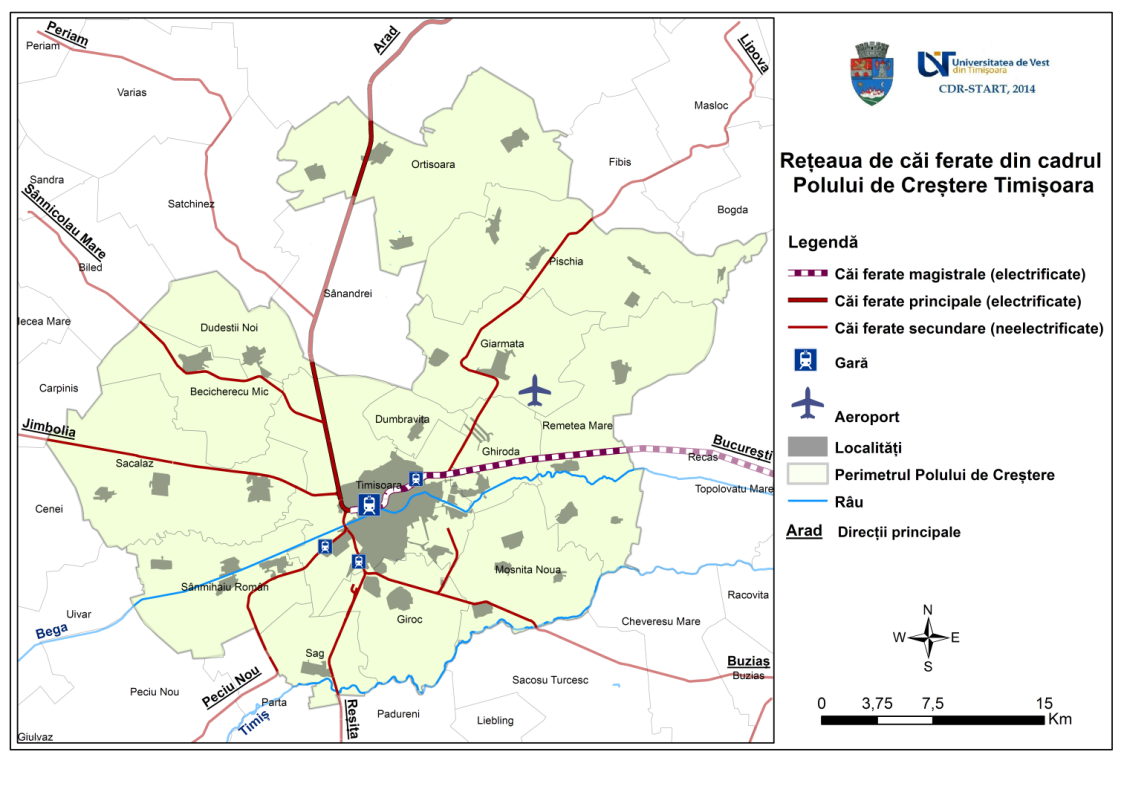 Periam
Periam
Arad
Lipova
Varias
Masloc
Ortisoara
Fibis
Sandra
Satchinez
Bogda
Sânnicolau Mare
Biled
Pischia
Sânandrei
Iecea Mare
Dudestii Noi
Giarmata
Carpinis
Becicherecu Mic
Dumbravita
Remetea Mare
Jimbolia
Ghiroda
București
Recas
Sacalaz
Timisoara
Topolovatu Mare
Cenei
Mosnita Noua
Sânmihaiu Român
Racovita
Uivar
Giroc
Cheveresu Mare
Bega
Sag
Buziaș
Buzias
Peciu Nou
Peciu Nou
Sacosu Turcesc
Parta
Timiș
Reșița
Padureni
Liebling
Giulvaz
Universitatea de Vest
din Timișoara
CDR-START, 2014
Rețeaua de căi ferate din cadrul
Polului de Creștere Timișoara
Legendă
Căi ferate magistrale (electrificate)
Căi ferate principale (electrificate)
Căi ferate secundare (neelectrificate)
Gară
Aeroport
Localități
Perimetrul Polului de Creștere
Râu
Arad Direcții principale
N
W E
S
0 3,75 7,5 15
Km